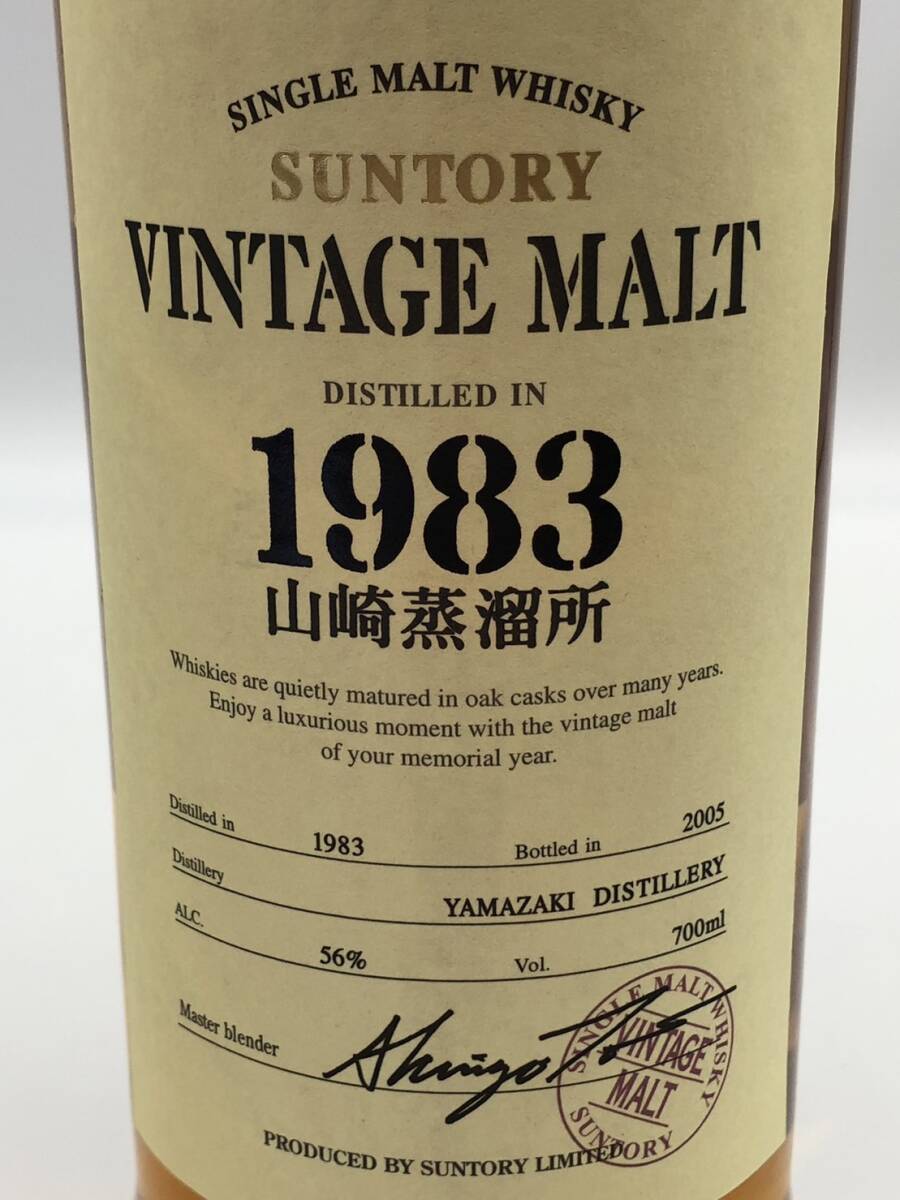 SINGLE MALT WHISKY
SUNTORY
VINTAGE MALT
DISTILLED IN
1983
山崎蒸溜所
Whiskies are quietly matured in oak casks over many years.
Enjoy a luxurious moment with the vintage malt
of your memorial year.
Distilled in 1983 Bottled in 2005
Distillery YAMAZAKI DISTILLERY
ALC. 56% Vol. 700ml
Master blender
SINGLE MALT WHISKY
VINTAGE
MALT
SUNTORY
PRODUCED BY SUNTORY LIMITED